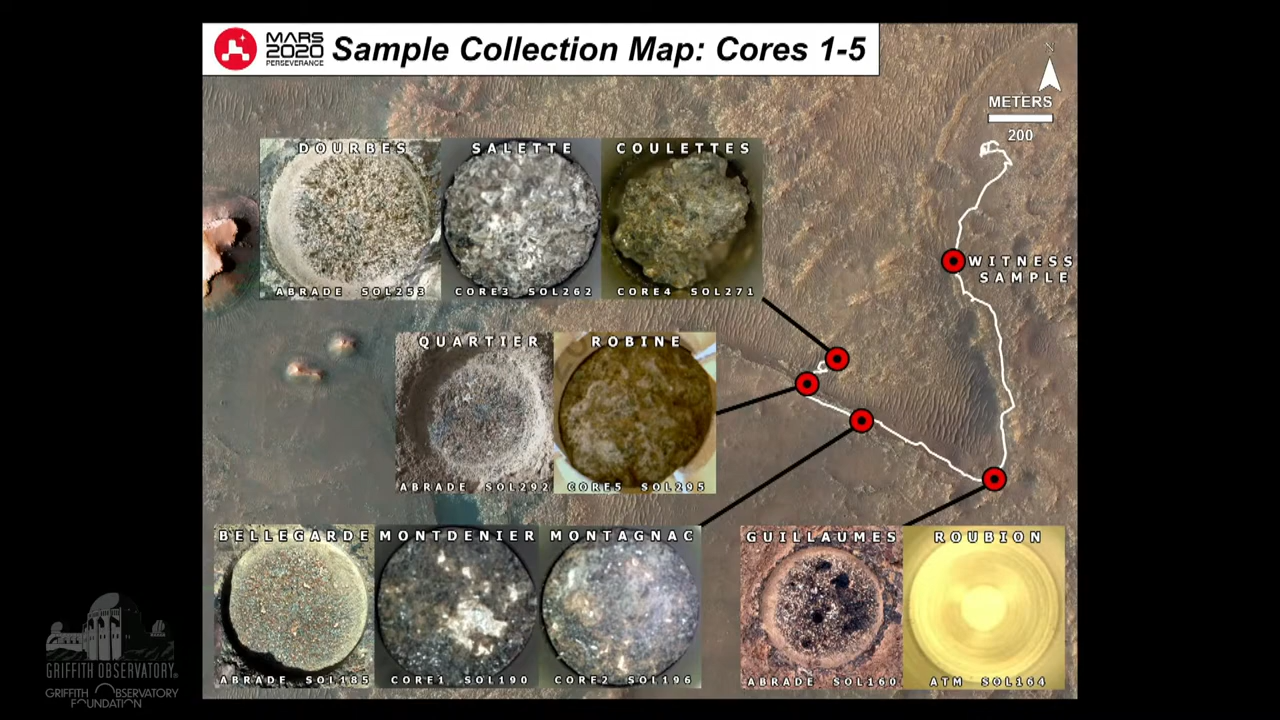 MARS
2020
PERSEVERANCE
Sample Collection Map: Cores 1-5
N
METERS
200
DOURBES
SALETTE
COULETTES
ABRADE SOL253
CORE3 SOL262
CORE4 SOL271
WITNESS
SAMPLE
QUARTIER
ROBINE
ABRADE SOL292
CORE5 SOL295
BELLEGARDE
MONTDENIER
MONTAGNAC
GUILLAUMES
ROUBION
ABRADE SOL185
CORE1 SOL190
CORE2 SOL196
ABRADE SOL160
ATM SOL164
GRIFFITH OBSERVATORY®
GRIFFITH OBSERVATORY
FOUNDATION